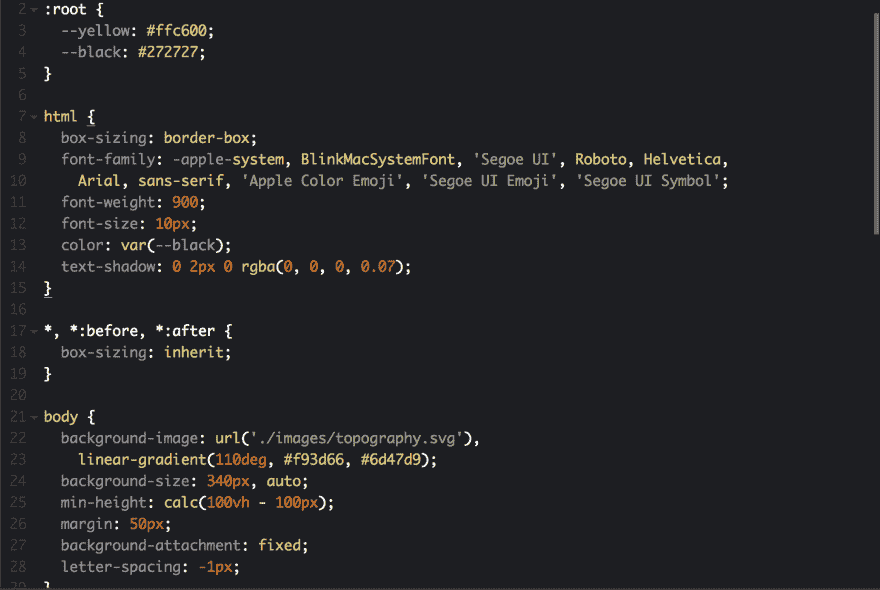 2 :root {
3   --yellow: #ffc600;
4   --black: #272727;
5 }
6
7 html {
8   box-sizing: border-box;
9   font-family: -apple-system, BlinkMacSystemFont, 'Segoe UI', Roboto, Helvetica,
10     Arial, sans-serif, 'Apple Color Emoji', 'Segoe UI Emoji', 'Segoe UI Symbol';
11   font-weight: 900;
12   font-size: 10px;
13   color: var(--black);
14   text-shadow: 0 2px 0 rgba(0, 0, 0, 0.07);
15 }
16
17 *, *:before, *:after {
18   box-sizing: inherit;
19 }
20
21 body {
22   background-image: url('./images/topography.svg'),
23     linear-gradient(110deg, #f93d66, #6d47d9);
24   background-size: 340px, auto;
25   min-height: calc(100vh - 100px);
26   margin: 50px;
27   background-attachment: fixed;
28   letter-spacing: -1px;
29 }